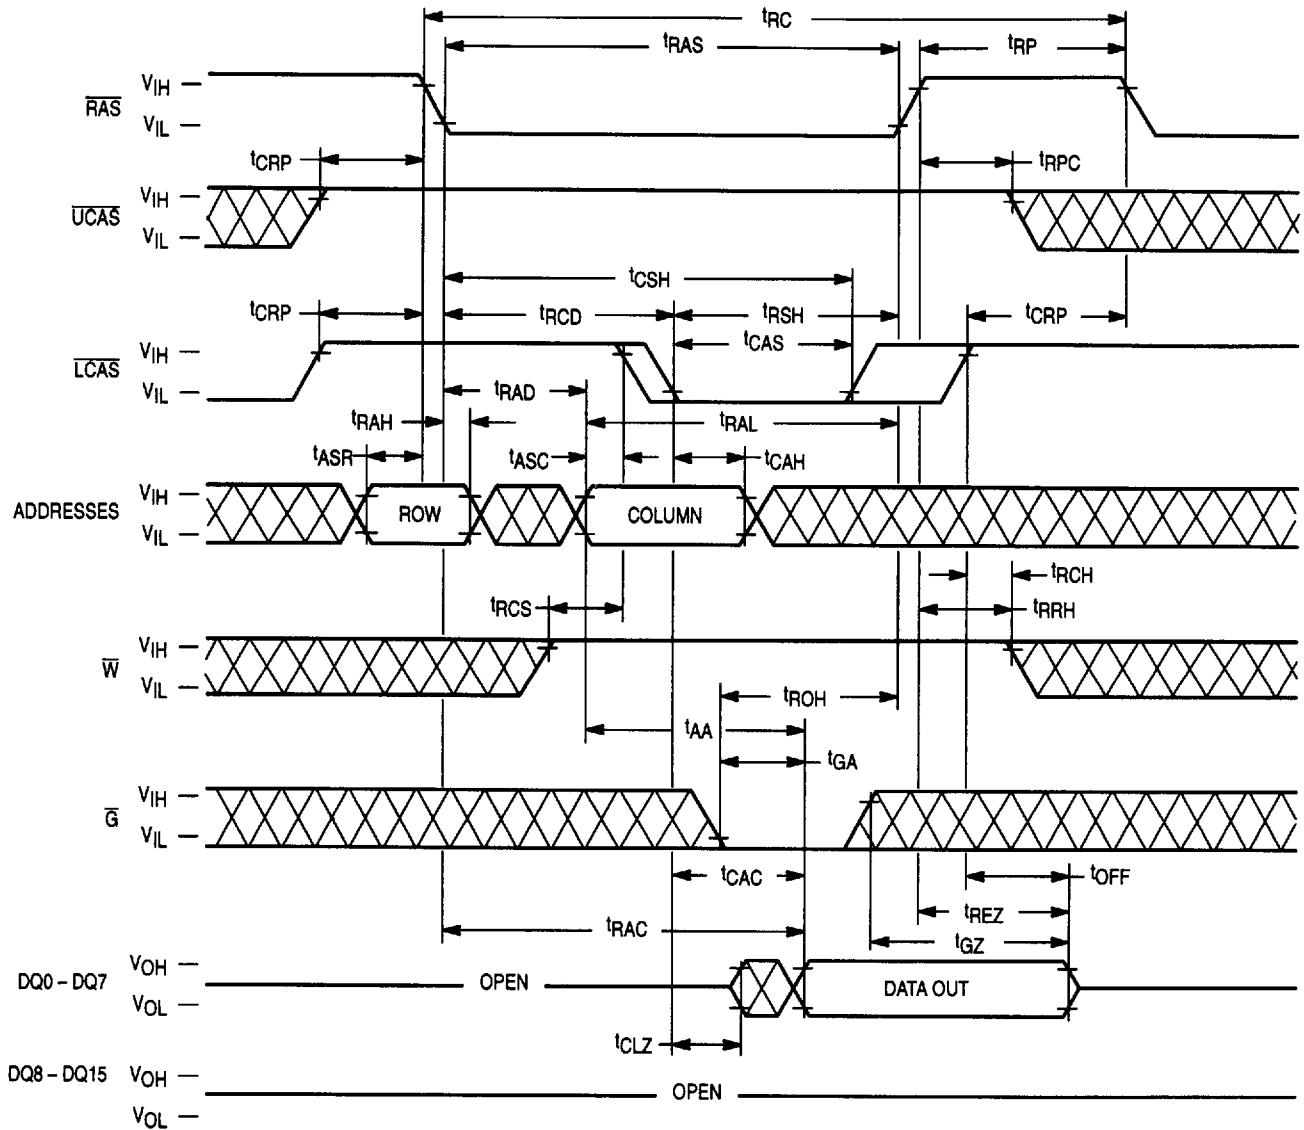 tRC
tRAS
tRP
VIH
RAS
VIL
tCRP
tRPC
VIH
UCAS
VIL
tCSH
tCRP
tRCD
tRSH
tCRP
tCAS
VIH
LCAS
VIL
tRAD
tRAH
tRAL
tASR
tASC
tCAH
VIH
ADDRESSES
ROW
COLUMN
VIL
tRCH
tRCS
tRRH
VIH
W
VIL
tROH
tAA
tGA
VIH
G
VIL
tCAC
tOFF
tREZ
tRAC
tGZ
VOH
DQ0 – DQ7
OPEN
DATA OUT
VOL
tCLZ
DQ8 – DQ15
VOH
OPEN
VOL